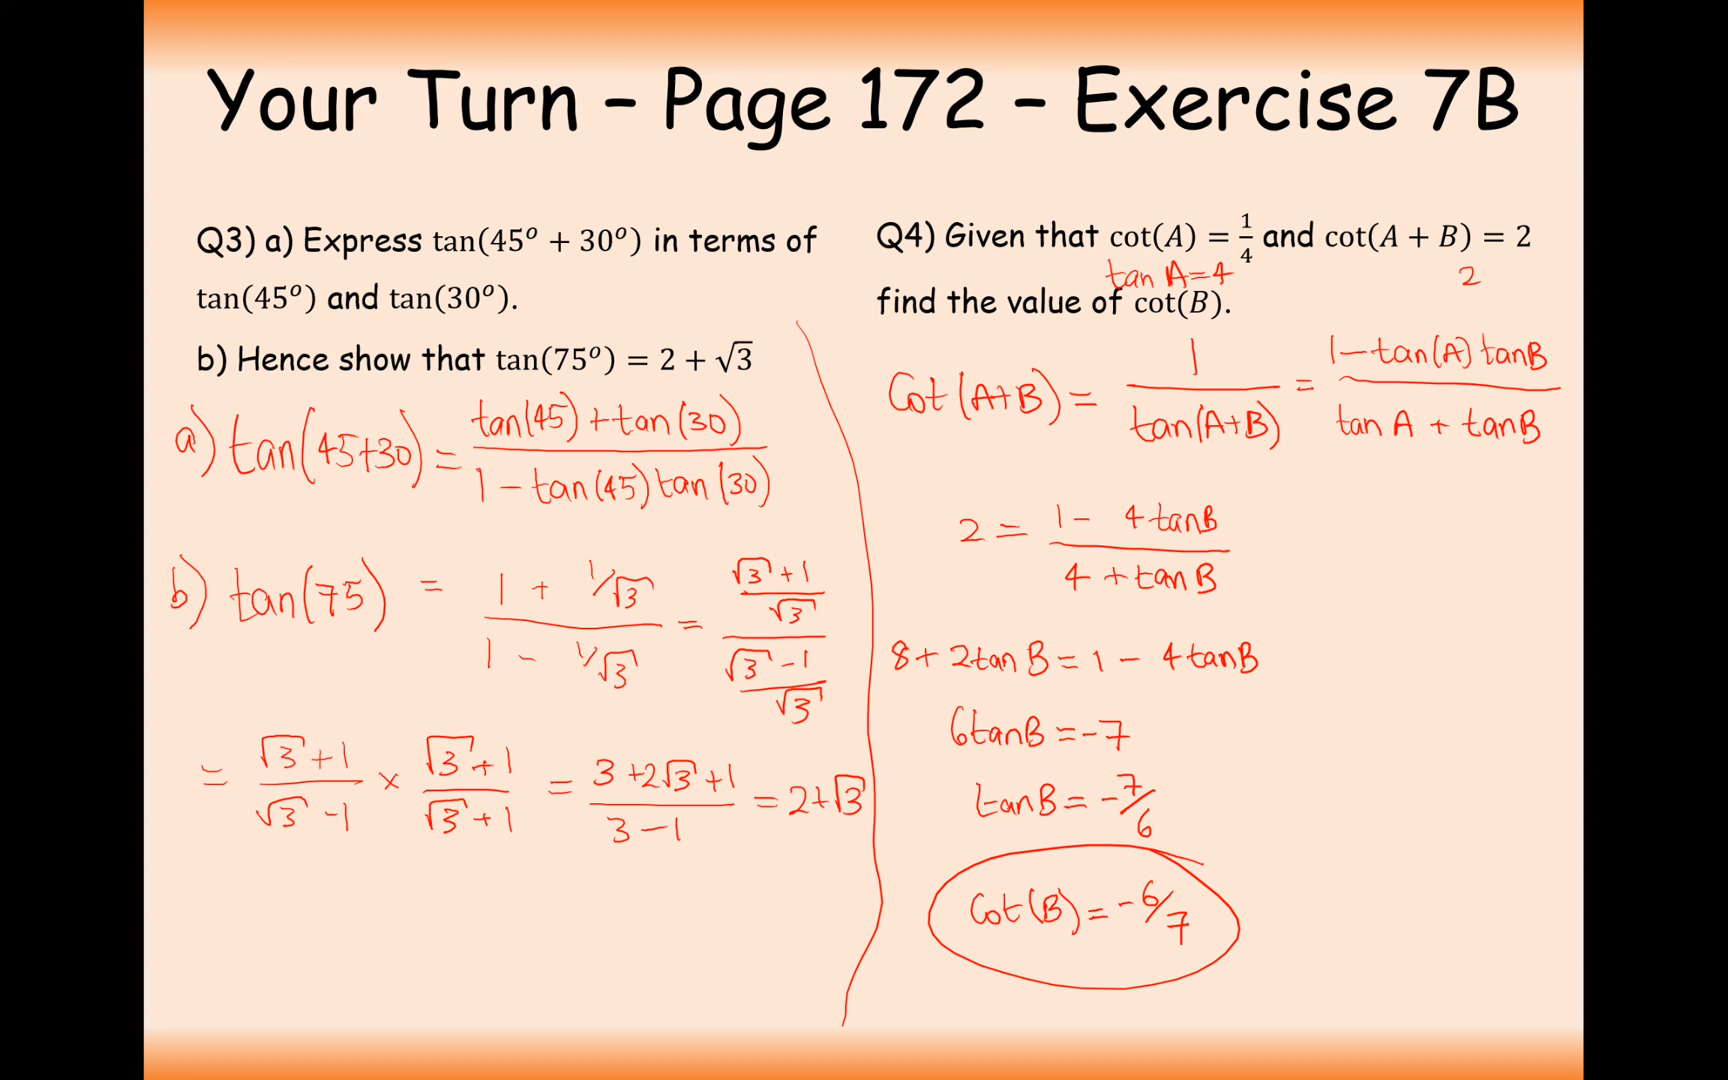 Your Turn – Page 172 – Exercise 7B
Q3) a) Express tan(45° + 30°) in terms of
tan(45°) and tan(30°).
b) Hence show that tan(75°) = 2 + √3
a) tan(45+30) = (tan(45) + tan(30))/(1 − tan(45) tan(30))
b) tan(75) = (1 + 1/√3)/(1 − 1/√3) = ((√3 + 1)/√3)/((√3 − 1)/√3)
= (√3 + 1)/(√3 − 1) × (√3 + 1)/(√3 + 1) = (3 + 2√3 + 1)/(3 − 1) = 2+√3
Q4) Given that cot(A) = 1/4 and cot(A + B) = 2
tan A = 4 2
find the value of cot(B).
Cot(A+B) = 1/tan(A+B) = (1 − tan(A) tanB)/(tan A + tanB)
2 = (1 − 4tanB)/(4 + tan B)
8 + 2tan B = 1 − 4tanB
6tanB = −7
tanB = −7/6
Cot(B) = −6/7